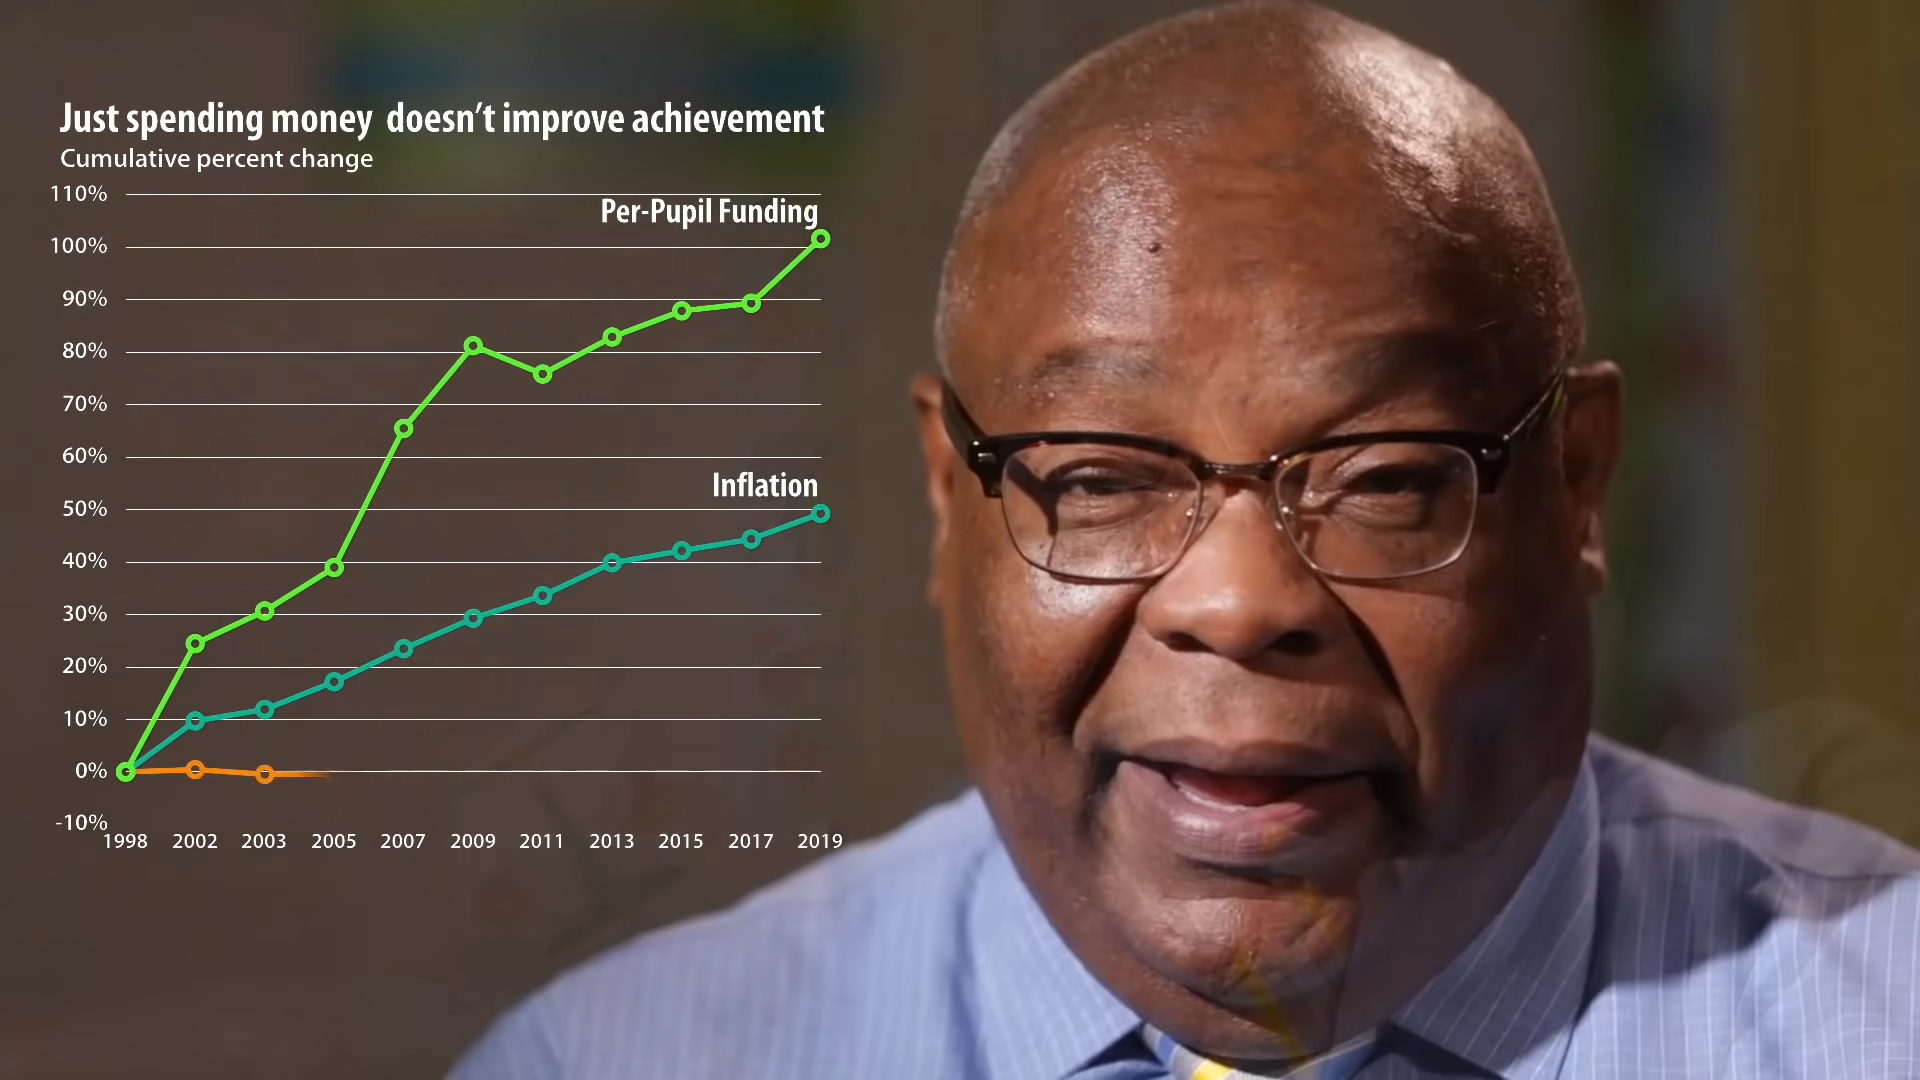 Just spending money doesn't improve achievement
Cumulative percent change
110%
Per-Pupil Funding
100%
90%
80%
70%
60%
Inflation
50%
40%
30%
20%
10%
0%
-10%
1998 2002 2003 2005 2007 2009 2011 2013 2015 2017 2019